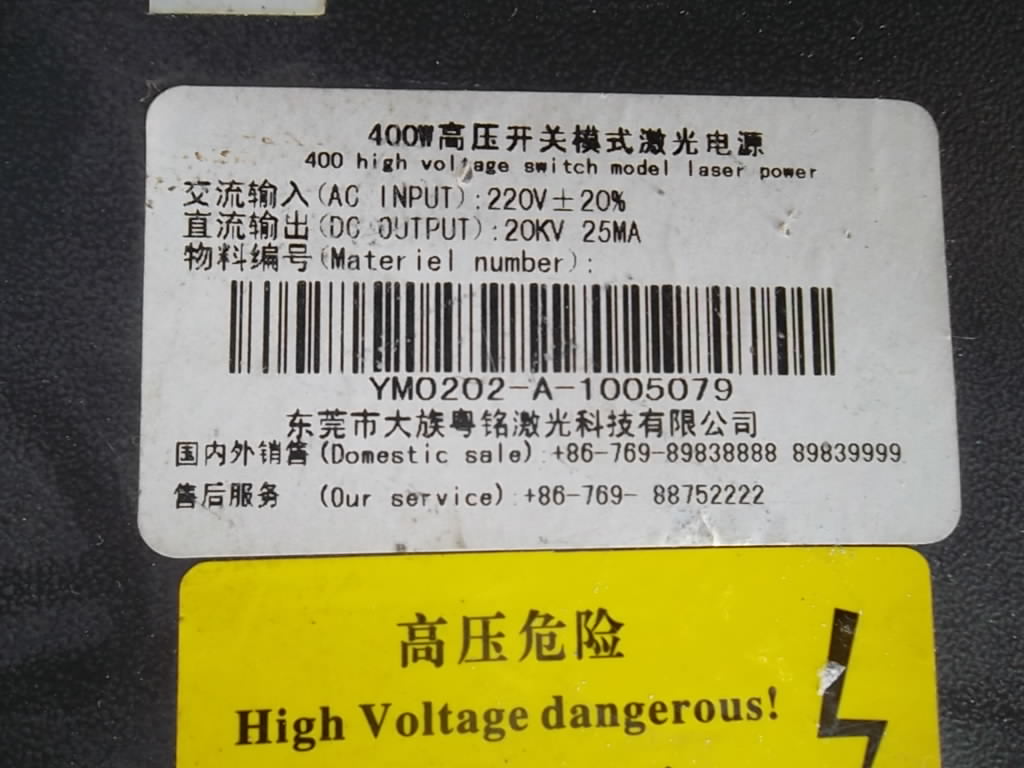 400W高压开关模式激光电源
400 high voltage switch model laser power
交流输入(AC INPUT):220V±20%
直流输出(DC OUTPUT):20KV 25MA
物料编号(Materiel number):
YM0202-A-1005079
东莞市大族粤铭激光科技有限公司
国内外销售(Domestic sale):+86-769-89838888 89839999
售后服务 (Our service):+86-769- 88752222
高压危险
High Voltage dangerous!